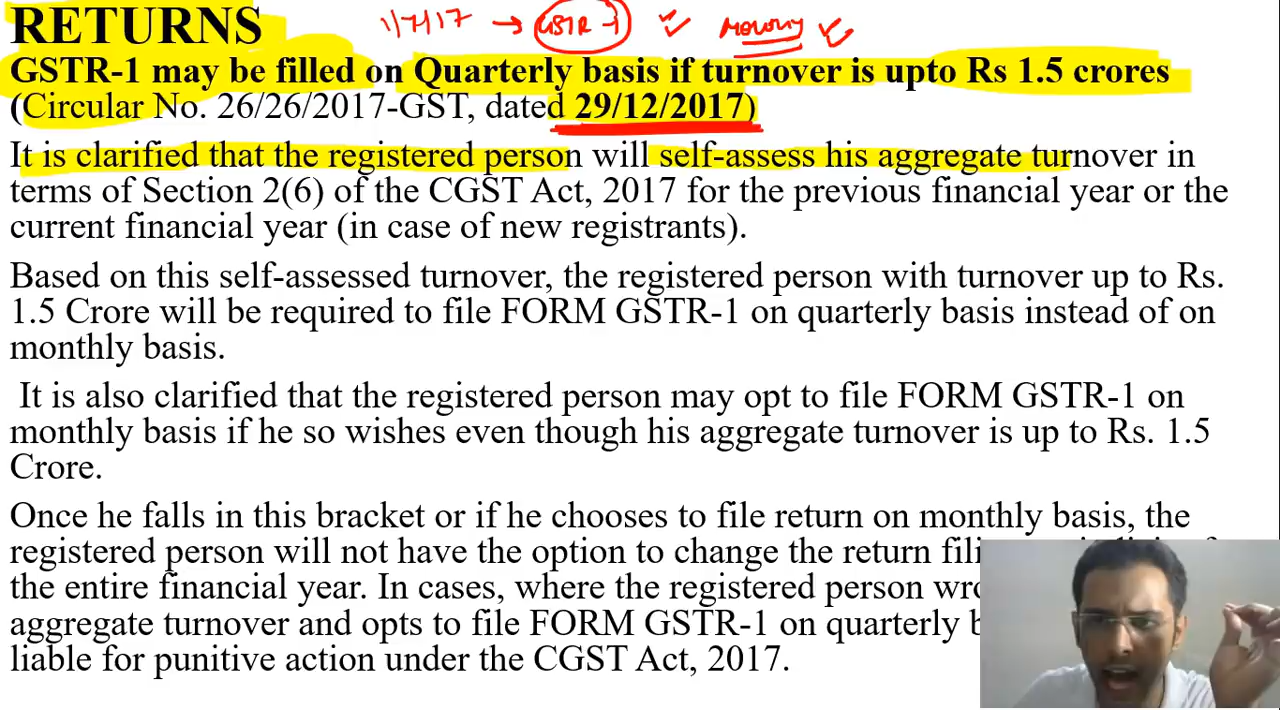 RETURNS 1/7/17 → GSTR-1
GSTR-1 may be filled on Quarterly basis if turnover is upto Rs 1.5 crores
(Circular No. 26/26/2017-GST, dated 29/12/2017)
It is clarified that the registered person will self-assess his aggregate turnover in
terms of Section 2(6) of the CGST Act, 2017 for the previous financial year or the
current financial year (in case of new registrants).
Based on this self-assessed turnover, the registered person with turnover up to Rs.
1.5 Crore will be required to file FORM GSTR-1 on quarterly basis instead of on
monthly basis.
It is also clarified that the registered person may opt to file FORM GSTR-1 on
monthly basis if he so wishes even though his aggregate turnover is up to Rs. 1.5
Crore.
Once he falls in this bracket or if he chooses to file return on monthly basis, the
registered person will not have the option to change the return
the entire financial year. In cases, where the registered person
aggregate turnover and opts to file FORM GSTR-1 on quarterly
liable for punitive action under the CGST Act, 2017.